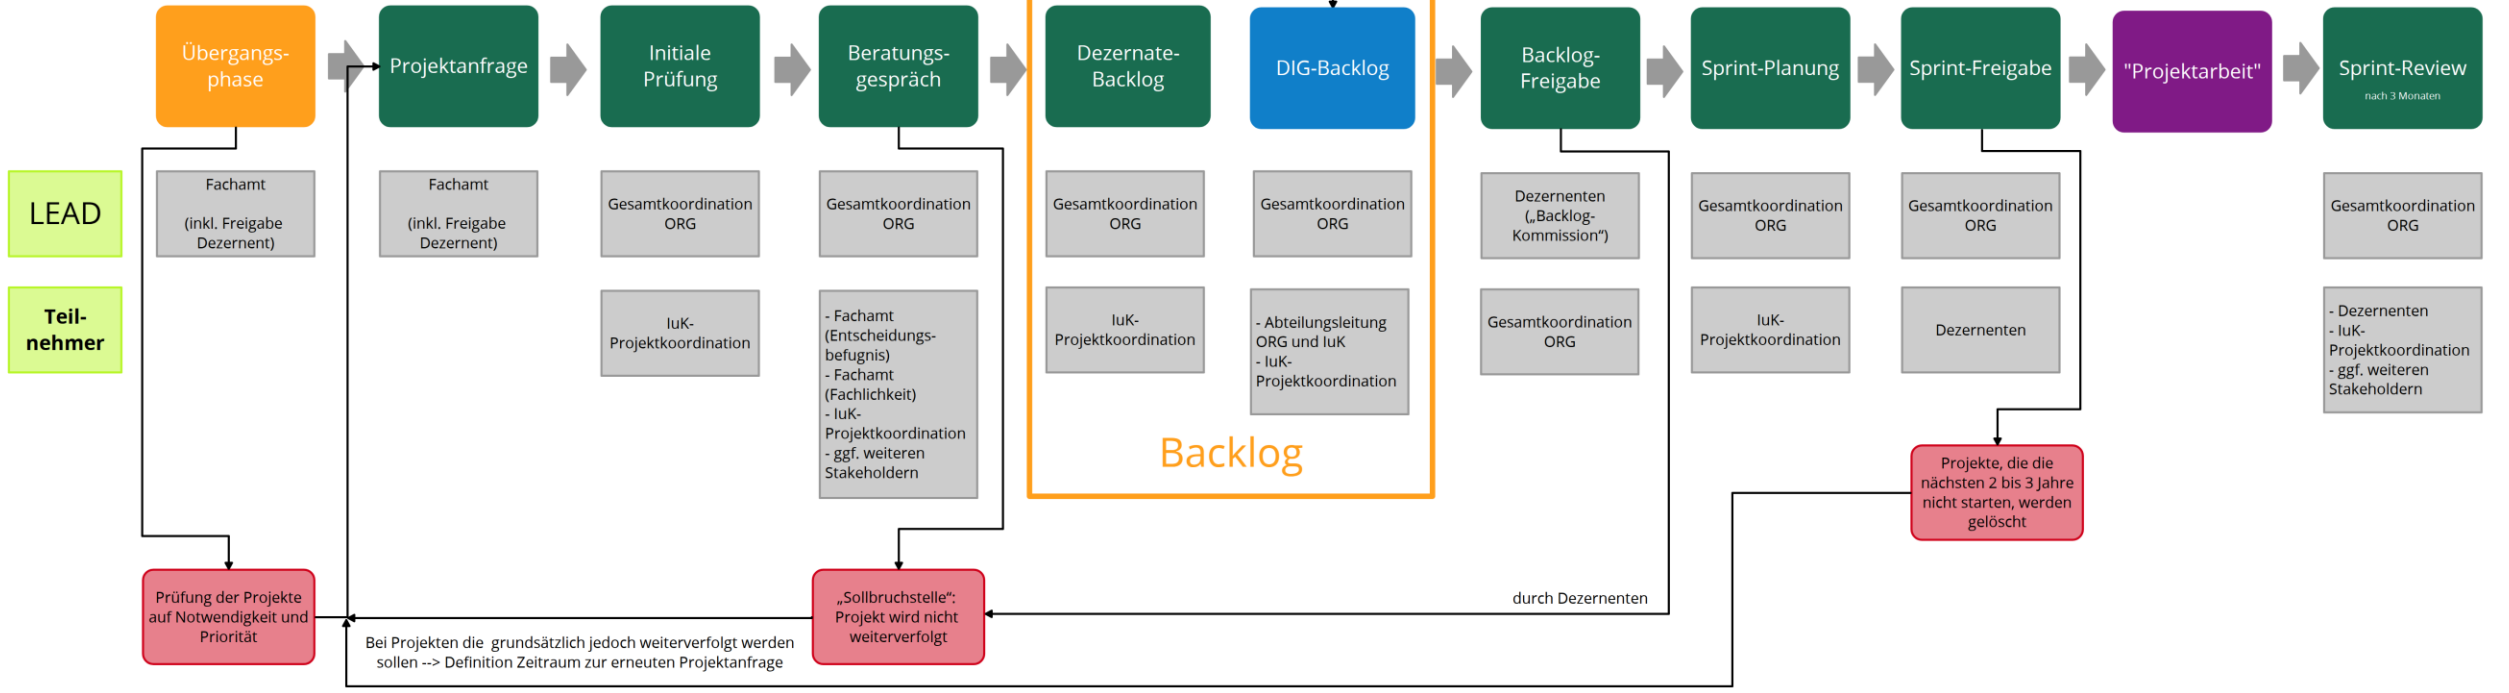 Übergangs-
phase
Projektanfrage
Initiale
Prüfung
Beratungs-
gespräch
Dezernate-
Backlog
DIG-Backlog
Backlog-
Freigabe
Sprint-Planung
Sprint-Freigabe
"Projektarbeit"
Sprint-Review
nach 3 Monaten
LEAD
Fachamt
(inkl. Freigabe
Dezernent)
Fachamt
(inkl. Freigabe
Dezernent)
Gesamtkoordination
ORG
Gesamtkoordination
ORG
Gesamtkoordination
ORG
Gesamtkoordination
ORG
Dezernenten
(„Backlog-
Kommission“)
Gesamtkoordination
ORG
Gesamtkoordination
ORG
Gesamtkoordination
ORG
Teil-
nehmer
IuK-
Projektkoordination
- Fachamt
(Entscheidungs-
befugnis)
- Fachamt
(Fachlichkeit)
- IuK-
Projektkoordination
- ggf. weiteren
Stakeholdern
IuK-
Projektkoordination
- Abteilungsleitung
ORG und IuK
- IuK-
Projektkoordination
Gesamtkoordination
ORG
IuK-
Projektkoordination
Dezernenten
- Dezernenten
- IuK-
Projektkoordination
- ggf. weiteren
Stakeholdern
Backlog
Projekte, die die
nächsten 2 bis 3 Jahre
nicht starten, werden
gelöscht
Prüfung der Projekte
auf Notwendigkeit und
Priorität
„Sollbruchstelle“:
Projekt wird nicht
weiterverfolgt
durch Dezernenten
Bei Projekten die  grundsätzlich jedoch weiterverfolgt werden
sollen --> Definition Zeitraum zur erneuten Projektanfrage